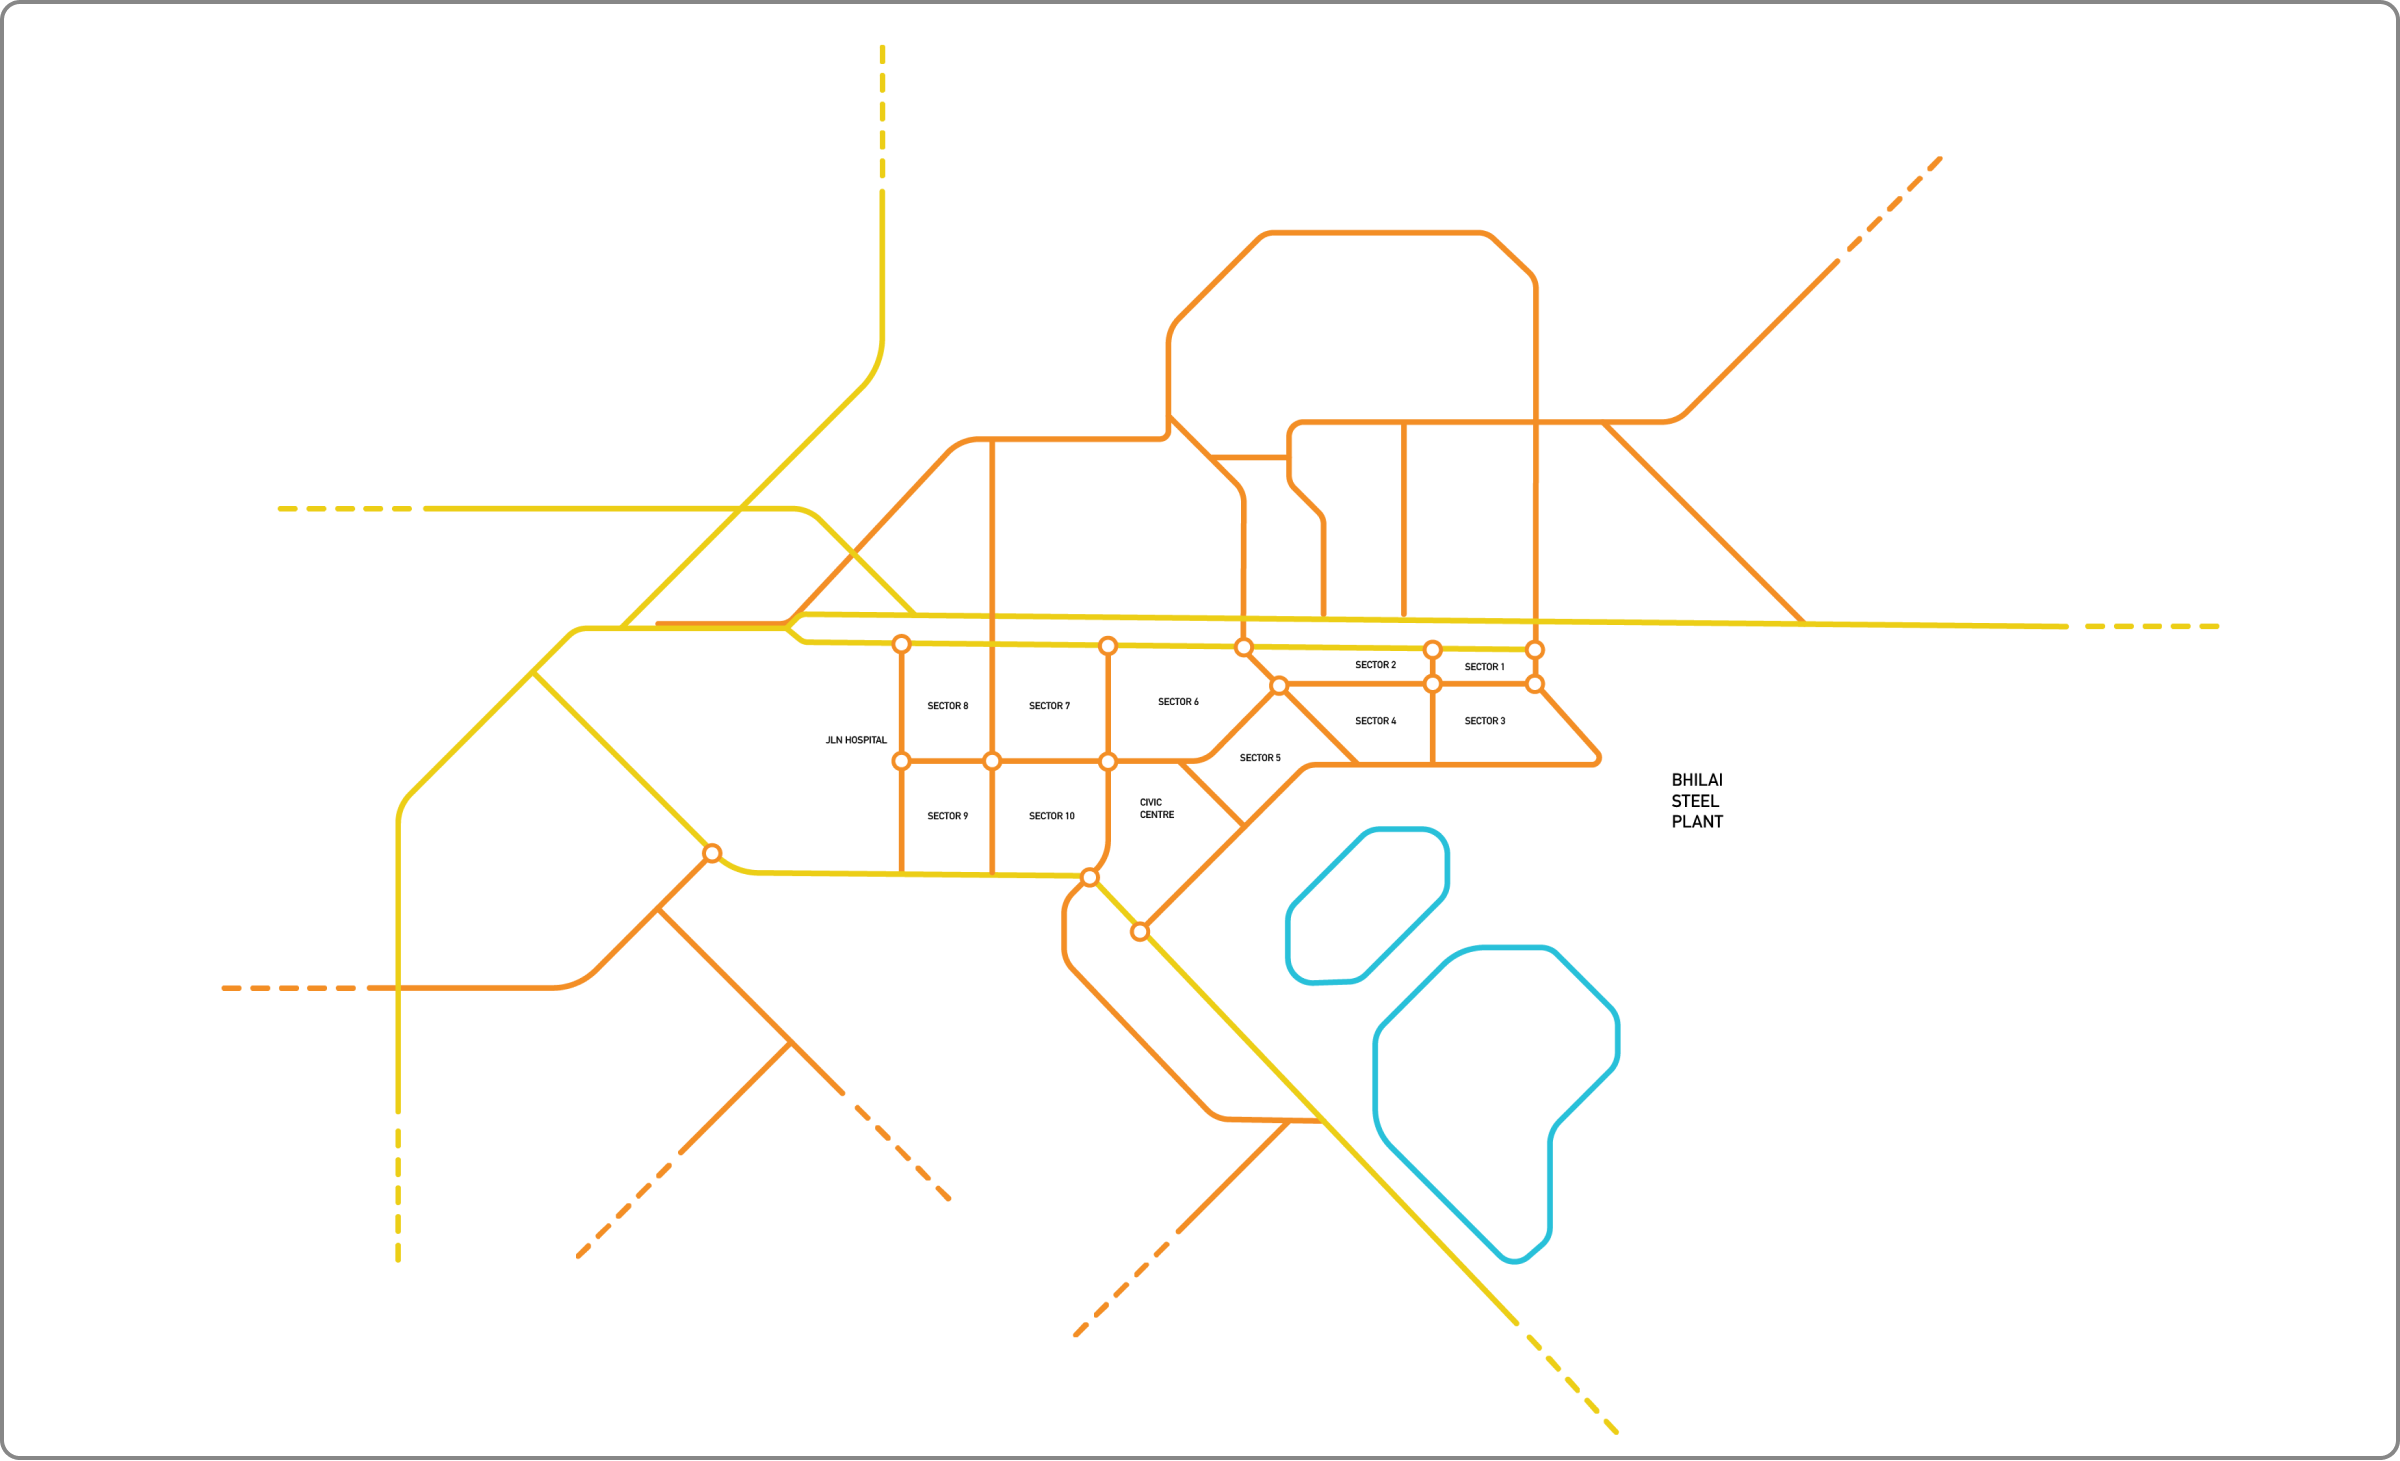 SECTOR 2
SECTOR 1
SECTOR 8
SECTOR 7
SECTOR 6
SECTOR 4
SECTOR 3
JLN HOSPITAL
SECTOR 5
BHILAI
STEEL
PLANT
CIVIC
CENTRE
SECTOR 9
SECTOR 10